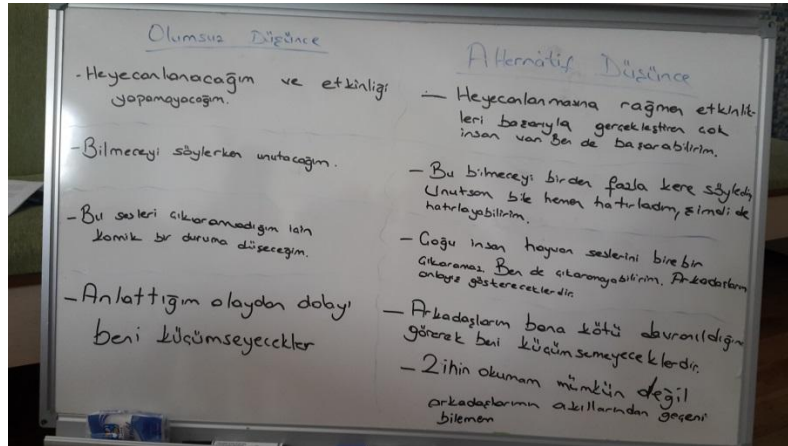 Olumsuz Düşünce
- Heyecanlanacağım ve etkinliği
yapamayacağım.
- Bilmeceyi söylerken unutacağım.
- Bu sesleri çıkaramadığım için
komik bir duruma düşeceğim.
- Anlattığım olaydan dolayı
beni küçümseyecekler
Alternatif Düşünce
- Heyecanlanmasına rağmen etkinlik-
leri başarıyla gerçekleştiren çok
insan var. Ben de başarabilirim.
- Bu bilmeceyi birden fazla kere söyledim,
Unutsam bile hemen hatırladım, şimdi de
hatırlayabilirim.
- Çoğu insan hayvan seslerini birebir
çıkaramaz. Ben de çıkaramayabilirim. Arkadaşlarım
anlayış göstereceklerdir.
- Arkadaşlarım bana kötü davranıldığını
görerek beni küçümsemeyeceklerdir.
- Zihin okumam mümkün değil
arkadaşlarımın akıllarından geçeni
bilemem